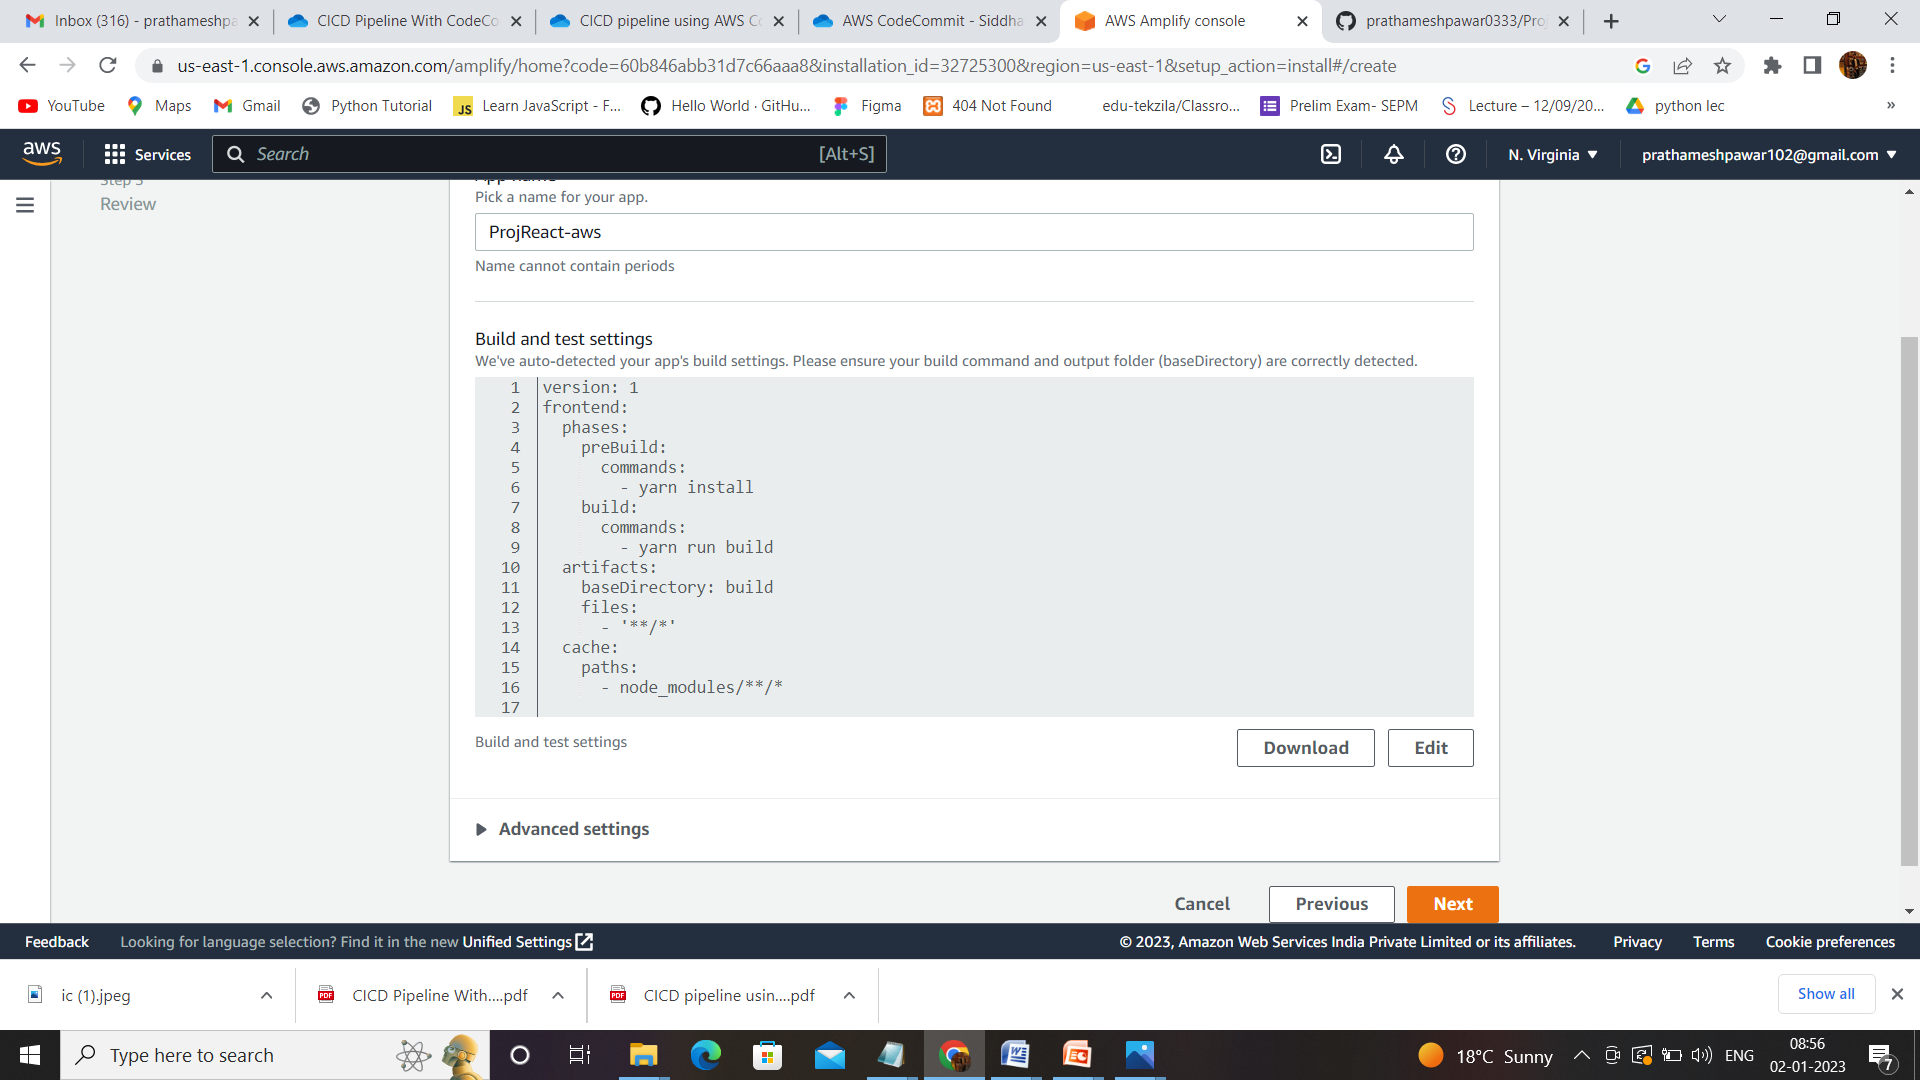 Inbox (316) - prathameshpa
CICD Pipeline With CodeCo
CICD pipeline using AWS Co
AWS CodeCommit - Siddha
AWS Amplify console
prathameshpawar0333/Proj
us-east-1.console.aws.amazon.com/amplify/home?code=60b846abb31d7c66aaa8&installation_id=32725300&region=us-east-1&setup_action=install#/create
YouTube
Maps
Gmail
Python Tutorial
Learn JavaScript - F...
Hello World · GitHu...
Figma
404 Not Found
edu-tekzila/Classro...
Prelim Exam- SEPM
Lecture – 12/09/20...
python lec
»
aws
Services
Search
[Alt+S]
N. Virginia
prathameshpawar102@gmail.com
Step 3
Review
App name
Pick a name for your app.
ProjReact-aws
Name cannot contain periods
Build and test settings
We've auto-detected your app's build settings. Please ensure your build command and output folder (baseDirectory) are correctly detected.
1 version: 1
2 frontend:
3 phases:
4 preBuild:
5 commands:
6 - yarn install
7 build:
8 commands:
9 - yarn run build
10 artifacts:
11 baseDirectory: build
12 files:
13 - '**/*'
14 cache:
15 paths:
16 - node_modules/**/*
17
Build and test settings
Download
Edit
Advanced settings
Cancel
Previous
Next
Feedback
Looking for language selection? Find it in the new Unified Settings
© 2023, Amazon Web Services India Private Limited or its affiliates.
Privacy
Terms
Cookie preferences
ic (1).jpeg
CICD Pipeline With....pdf
CICD pipeline usin....pdf
Show all
Type here to search
18°C Sunny
ENG
08:56
02-01-2023
7